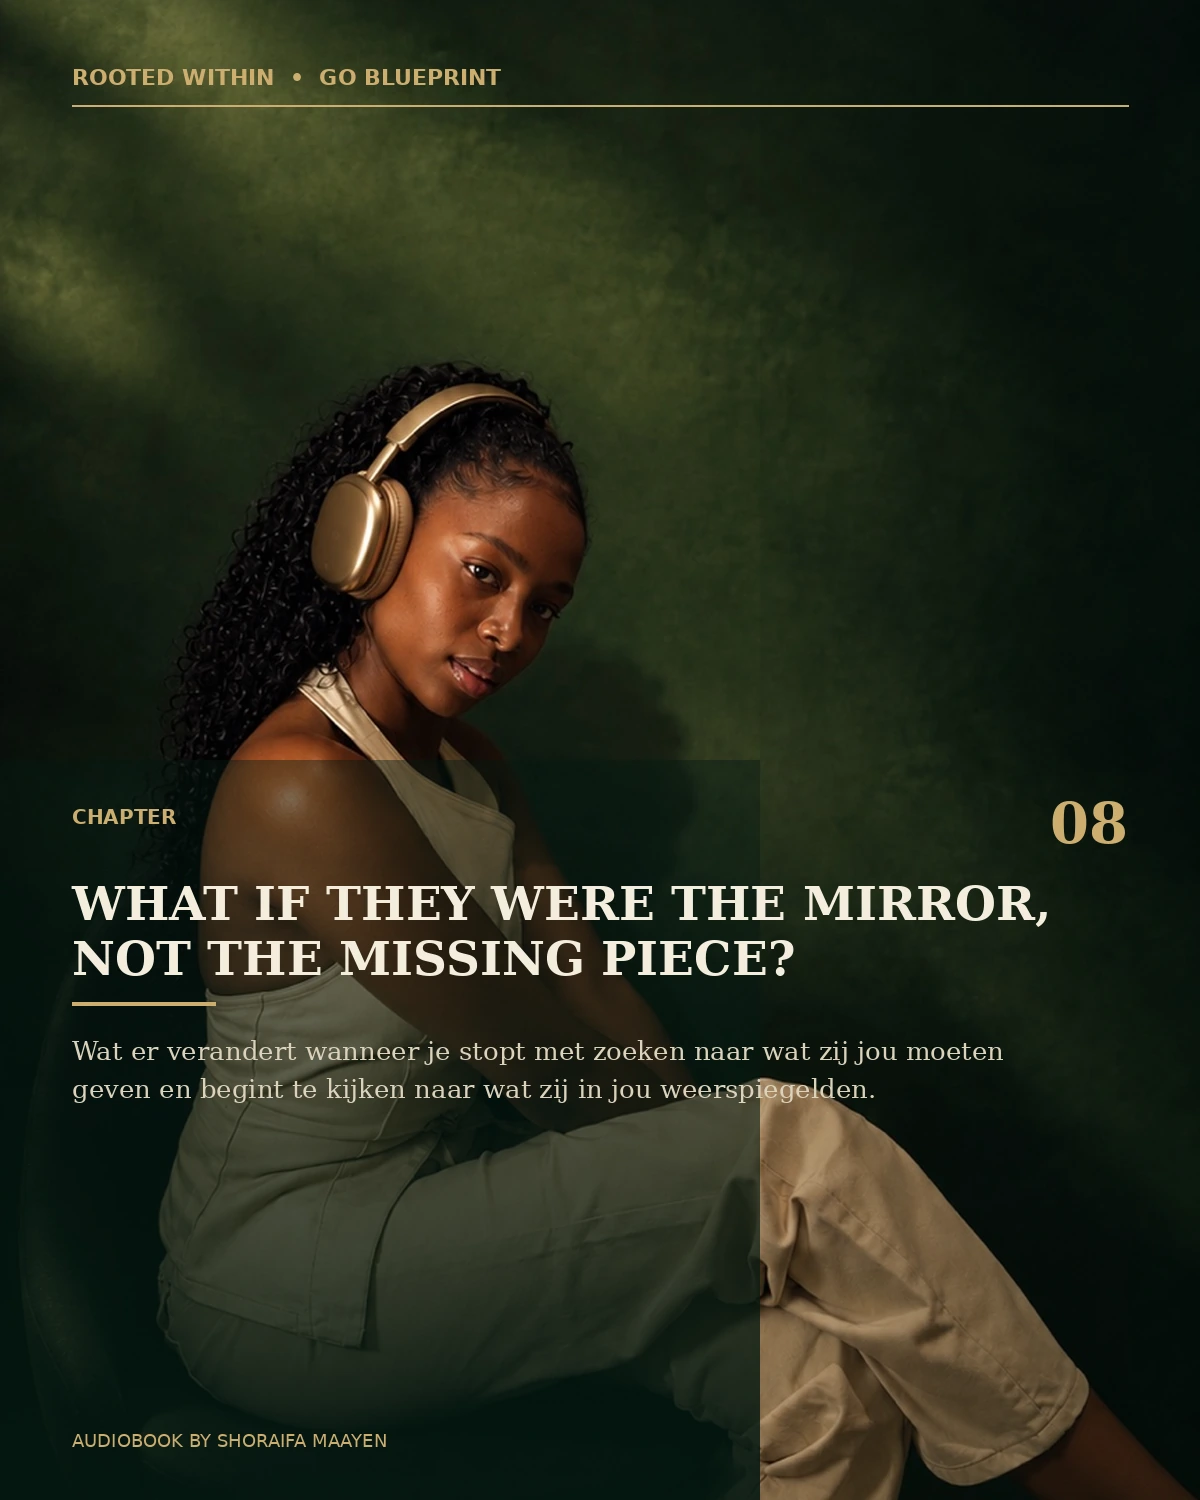 ROOTED WITHIN • GO BLUEPRINT
CHAPTER
08
WHAT IF THEY WERE THE MIRROR,
NOT THE MISSING PIECE?
Wat er verandert wanneer je stopt met zoeken naar wat zij jou moeten
geven en begint te kijken naar wat zij in jou weerspiegelden.
AUDIOBOOK BY SHORAIFA MAAYEN